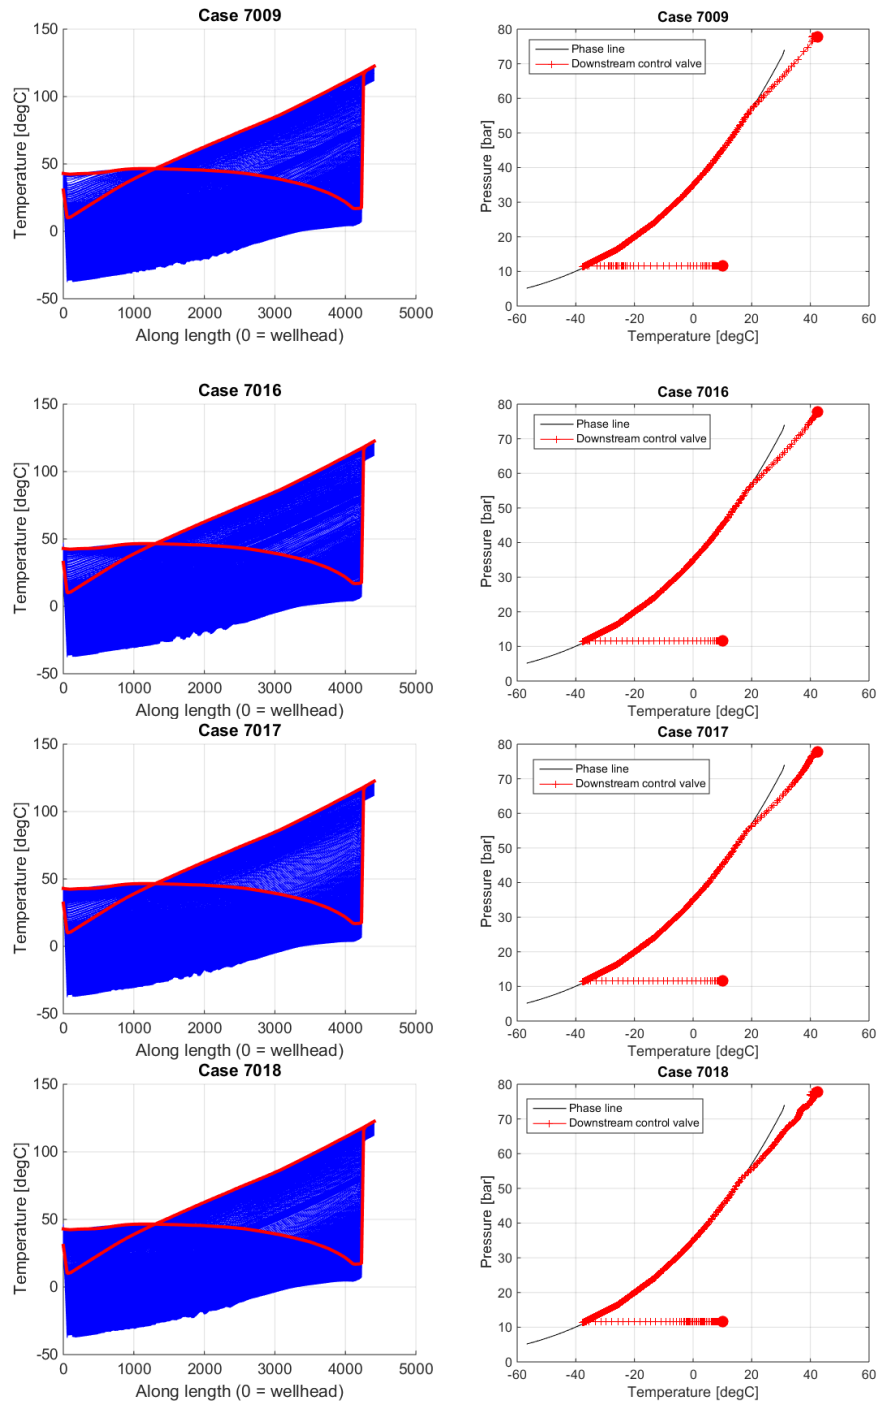 Case 7009
Temperature [degC]
150
100
50
0
-50
0 1000 2000 3000 4000 5000
Along length (0 = wellhead)
Case 7009
Pressure [bar]
80
70
60
50
40
30
20
10
0
-60 -40 -20 0 20 40 60
Temperature [degC]
Phase line
Downstream control valve
Case 7016
Temperature [degC]
150
100
50
0
-50
0 1000 2000 3000 4000 5000
Along length (0 = wellhead)
Case 7016
Pressure [bar]
80
70
60
50
40
30
20
10
0
-60 -40 -20 0 20 40 60
Temperature [degC]
Phase line
Downstream control valve
Case 7017
Temperature [degC]
150
100
50
0
-50
0 1000 2000 3000 4000 5000
Along length (0 = wellhead)
Case 7017
Pressure [bar]
80
70
60
50
40
30
20
10
0
-60 -40 -20 0 20 40 60
Temperature [degC]
Phase line
Downstream control valve
Case 7018
Temperature [degC]
150
100
50
0
-50
0 1000 2000 3000 4000 5000
Along length (0 = wellhead)
Case 7018
Pressure [bar]
80
70
60
50
40
30
20
10
0
-60 -40 -20 0 20 40 60
Temperature [degC]
Phase line
Downstream control valve